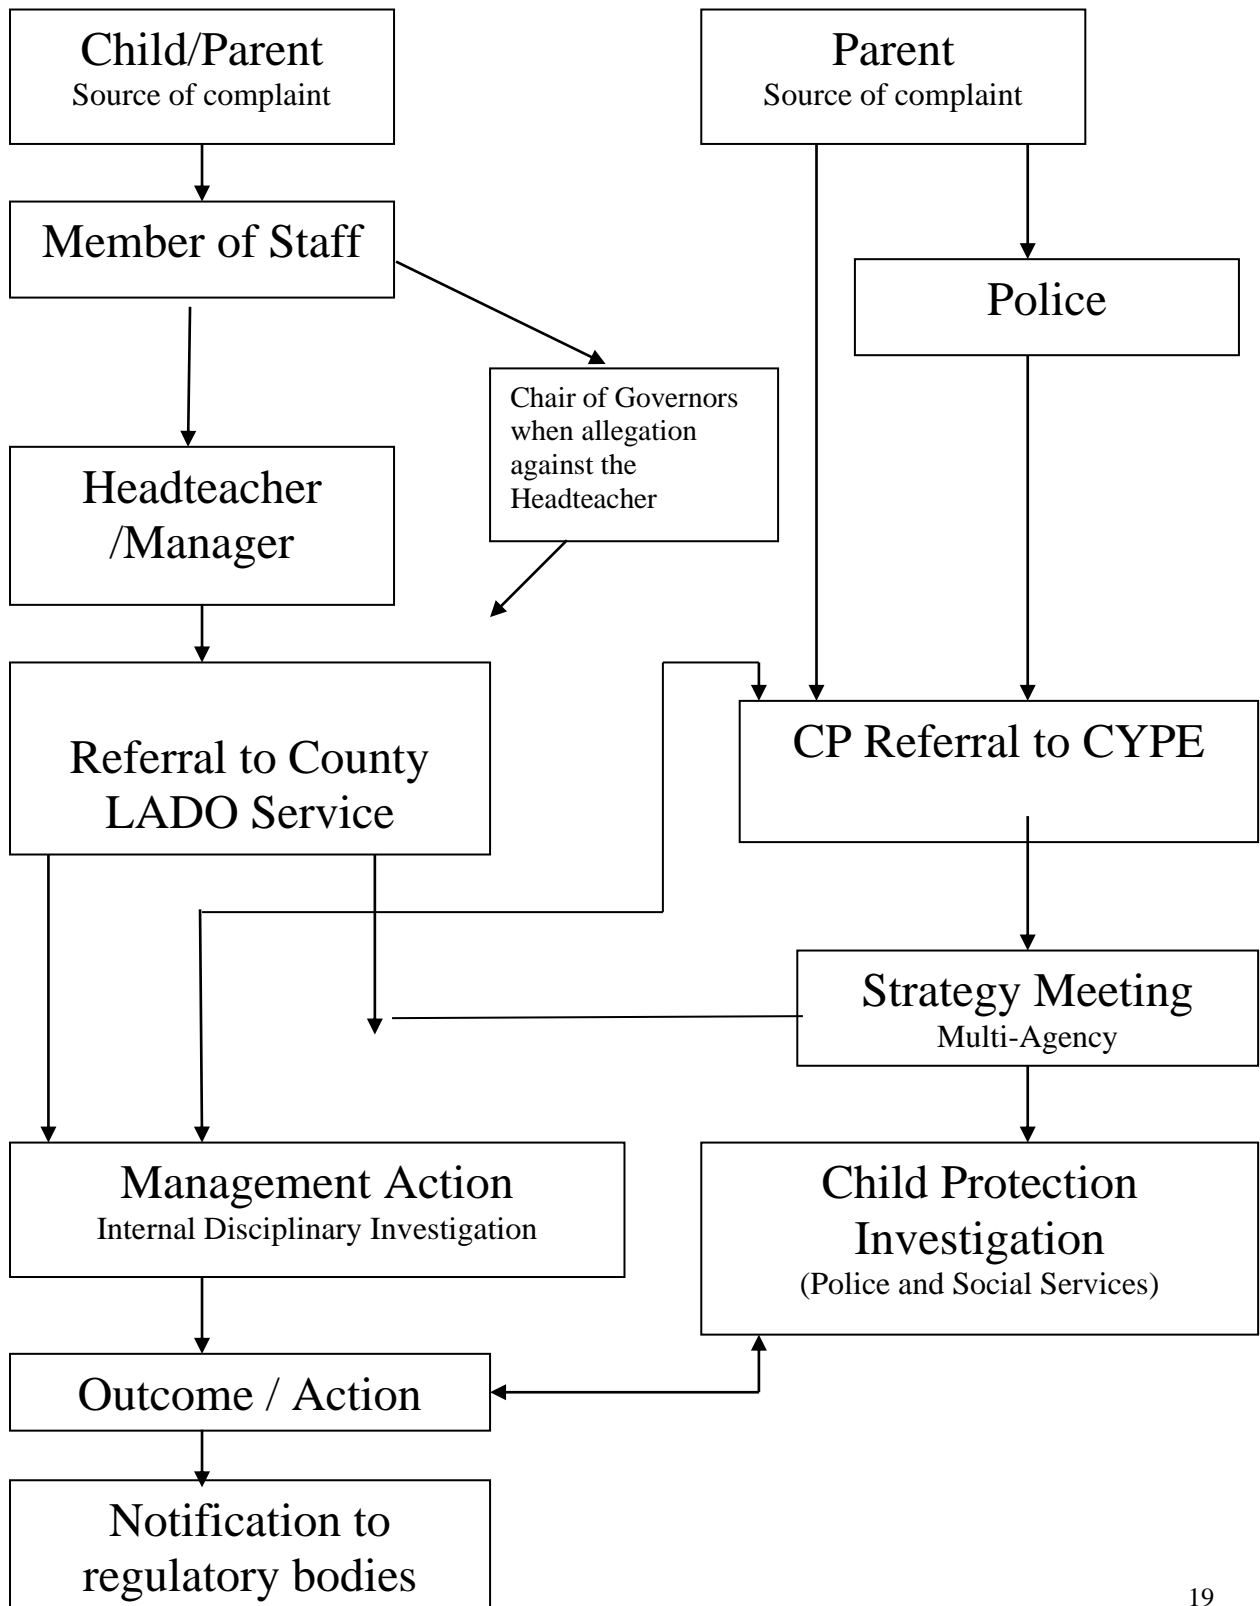 Child/Parent
Source of complaint
Parent
Source of complaint
Member of Staff
Police
Chair of Governors
when allegation
against the
Headteacher
Headteacher
/Manager
Referral to County
LADO Service
CP Referral to CYPE
Strategy Meeting
Multi-Agency
Management Action
Internal Disciplinary Investigation
Child Protection
Investigation
(Police and Social Services)
Outcome / Action
Notification to
regulatory bodies
19